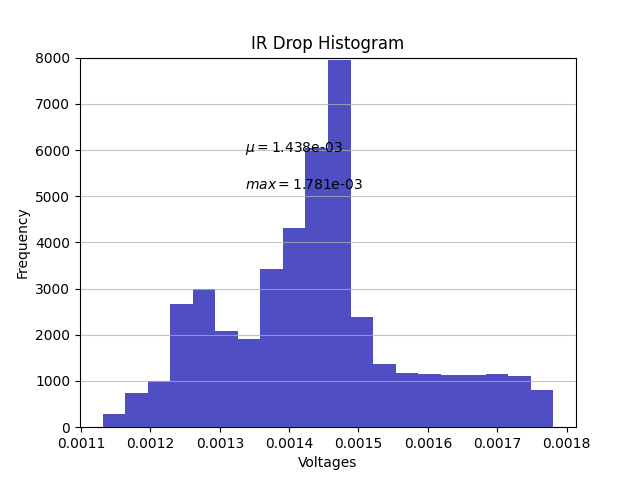 IR Drop Histogram
8000
7000
6000
5000
4000
3000
2000
1000
0
Frequency
μ = 1.438e-03
max = 1.781e-03
0.0011 0.0012 0.0013 0.0014 0.0015 0.0016 0.0017 0.0018
Voltages